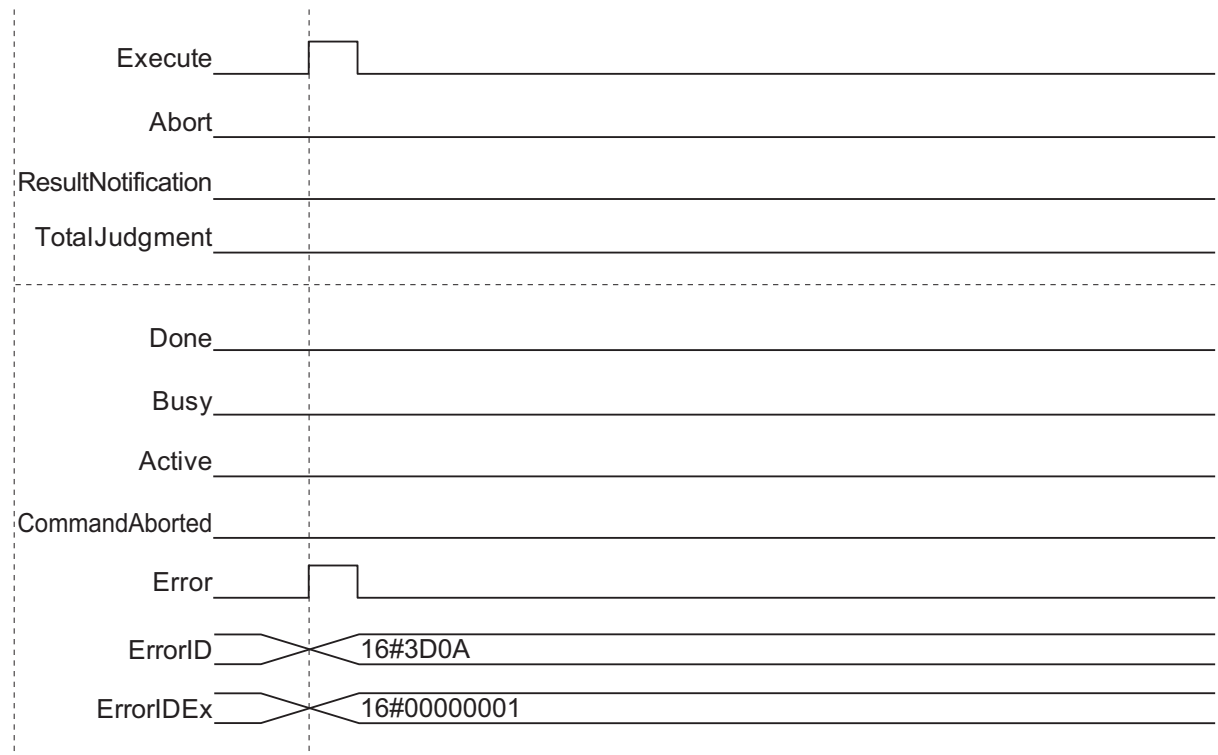 Execute
Abort
ResultNotification
TotalJudgment
Done
Busy
Active
CommandAborted
Error
ErrorID 16#3D0A
ErrorIDEx 16#00000001